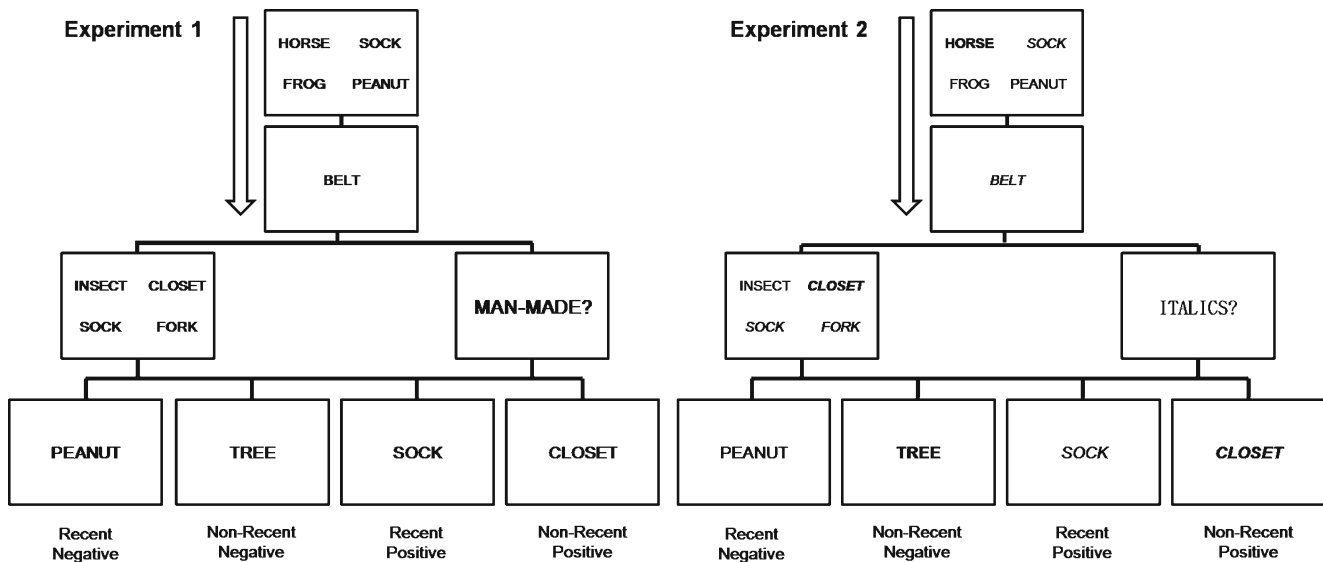 Experiment 1
HORSE SOCK
FROG PEANUT
BELT
INSECT CLOSET
SOCK FORK
MAN-MADE?
PEANUT
TREE
SOCK
CLOSET
Recent
Negative
Non-Recent
Negative
Recent
Positive
Non-Recent
Positive
Experiment 2
HORSE SOCK
FROG PEANUT
BELT
INSECT CLOSET
SOCK FORK
ITALICS?
PEANUT
TREE
SOCK
CLOSET
Recent
Negative
Non-Recent
Negative
Recent
Positive
Non-Recent
Positive